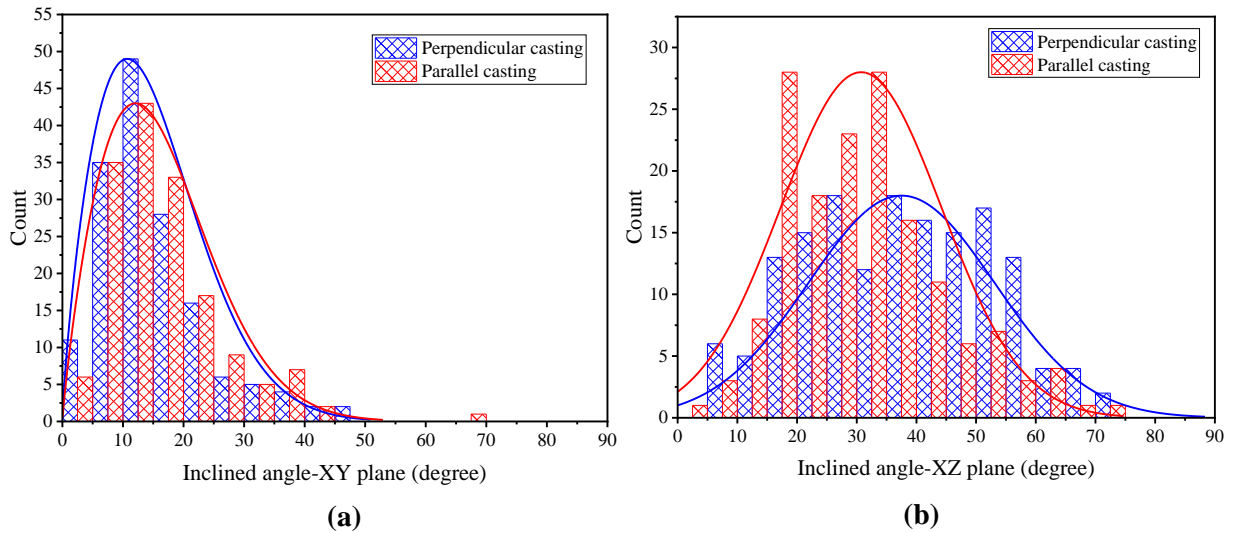 55
50
45
40
35
30
25
20
15
10
5
0
Count
0 10 20 30 40 50 60 70 80 90
Inclined angle-XY plane (degree)
Perpendicular casting
Parallel casting
(a)
30
25
20
15
10
5
0
Count
0 10 20 30 40 50 60 70 80 90
Inclined angle-XZ plane (degree)
Perpendicular casting
Parallel casting
(b)